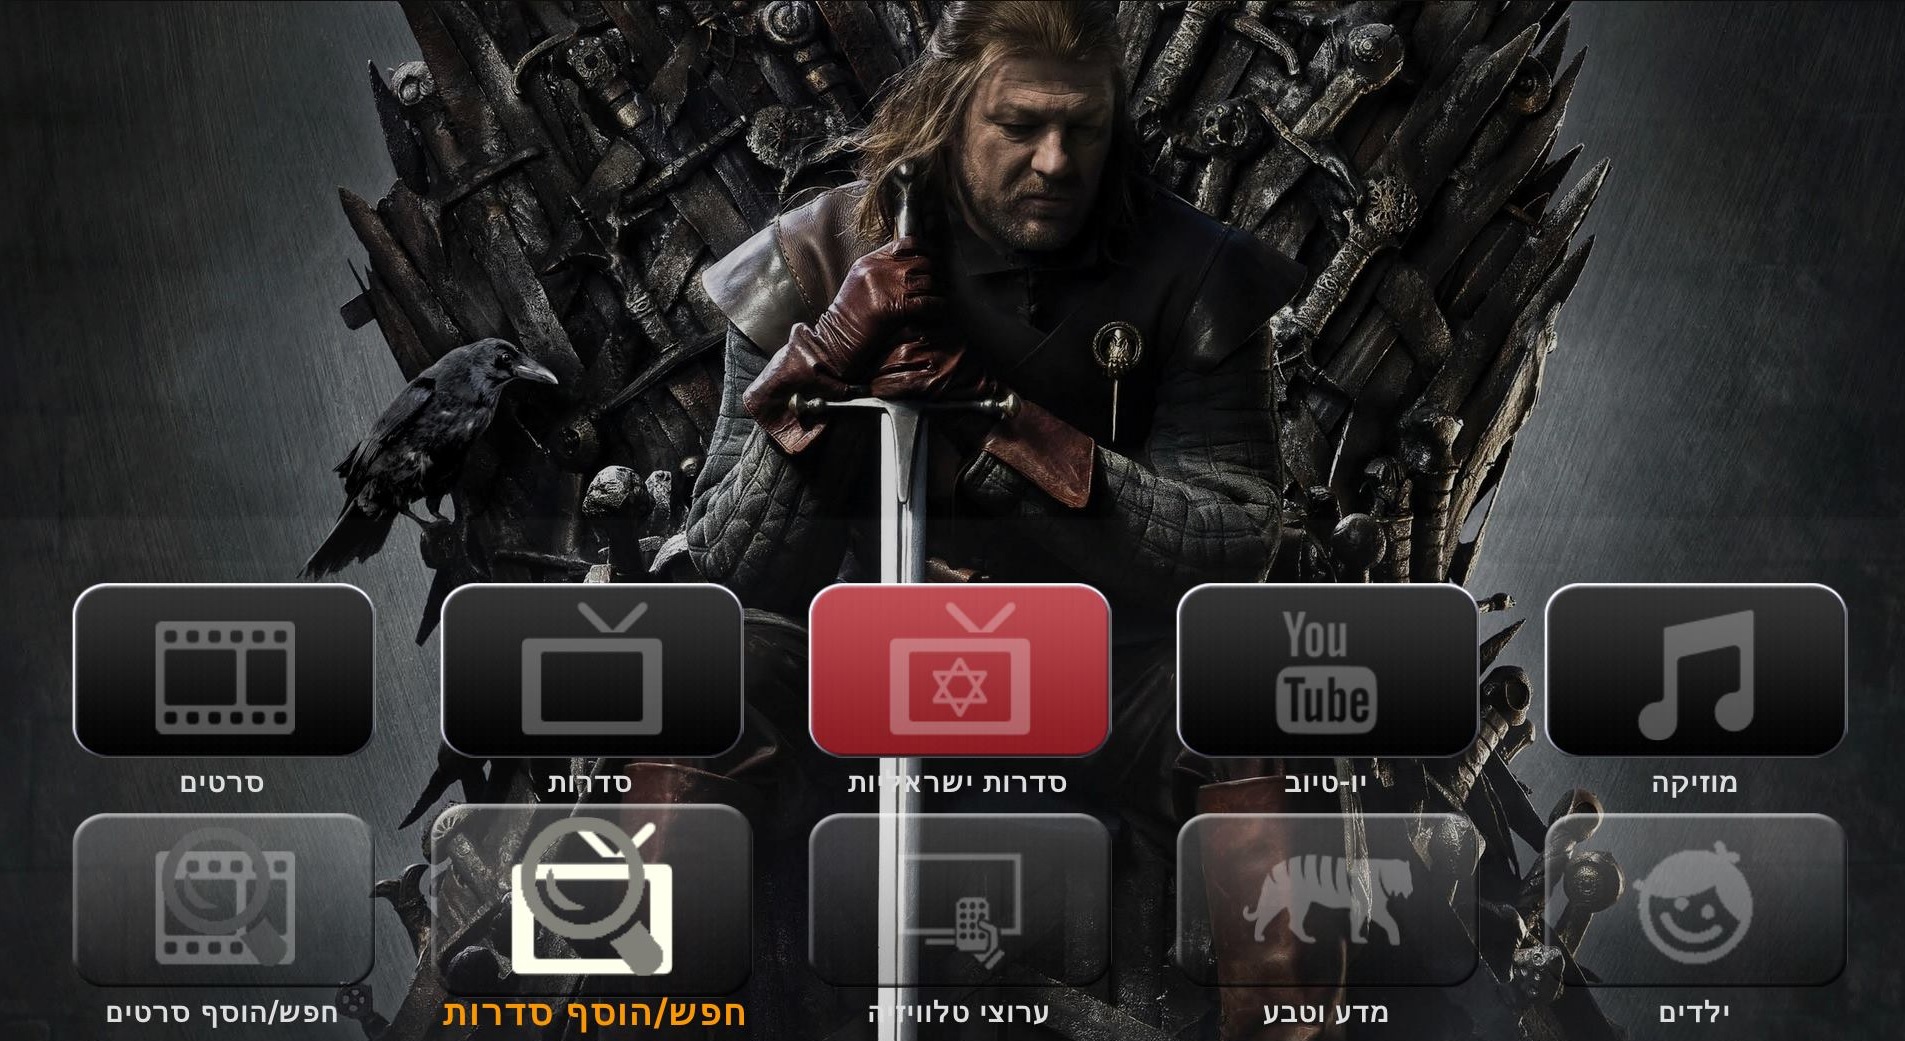 You
Tube
מוזיקה
יו-טיוב
סדרות ישראליות
סדרות
סרטים
ילדים
מדע וטבע
ערוצי טלוויזיה
חפש/הוסף סדרות
חפש/הוסף סרטים